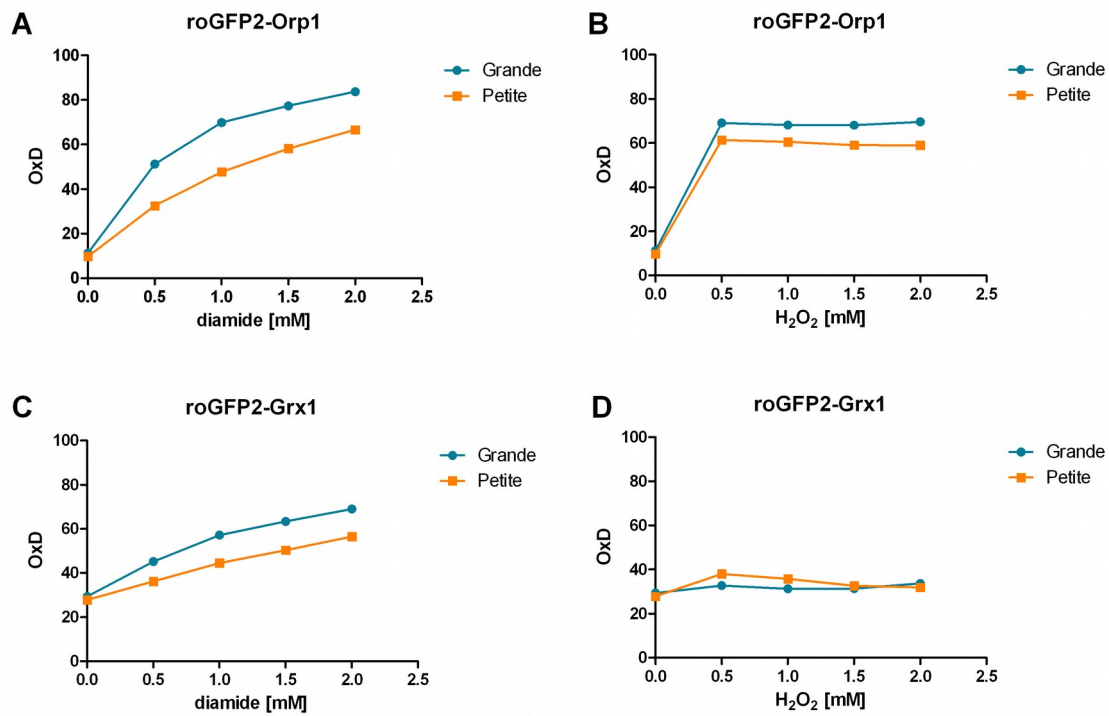 A
roGFP2-Orp1
100
80
60
40
20
0
OxD
0.0 0.5 1.0 1.5 2.0 2.5
diamide [mM]
Grande
Petite
B
roGFP2-Orp1
100
80
60
40
20
0
OxD
0.0 0.5 1.0 1.5 2.0 2.5
H₂O₂ [mM]
Grande
Petite
C
roGFP2-Grx1
100
80
60
40
20
0
OxD
0.0 0.5 1.0 1.5 2.0 2.5
diamide [mM]
Grande
Petite
D
roGFP2-Grx1
100
80
60
40
20
0
OxD
0.0 0.5 1.0 1.5 2.0 2.5
H₂O₂ [mM]
Grande
Petite